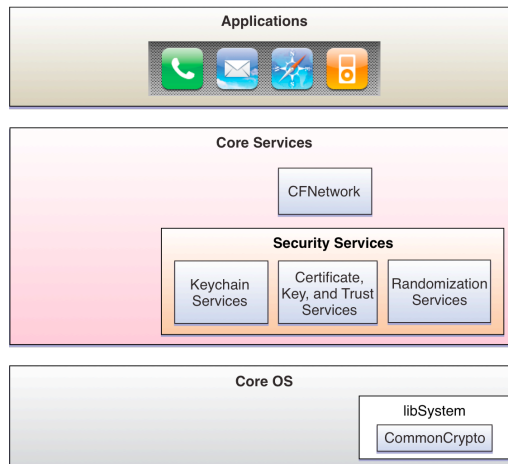 Applications
Core Services
CFNetwork
Security Services
Keychain
Services
Certificate,
Key, and Trust
Services
Randomization
Services
Core OS
libSystem
CommonCrypto